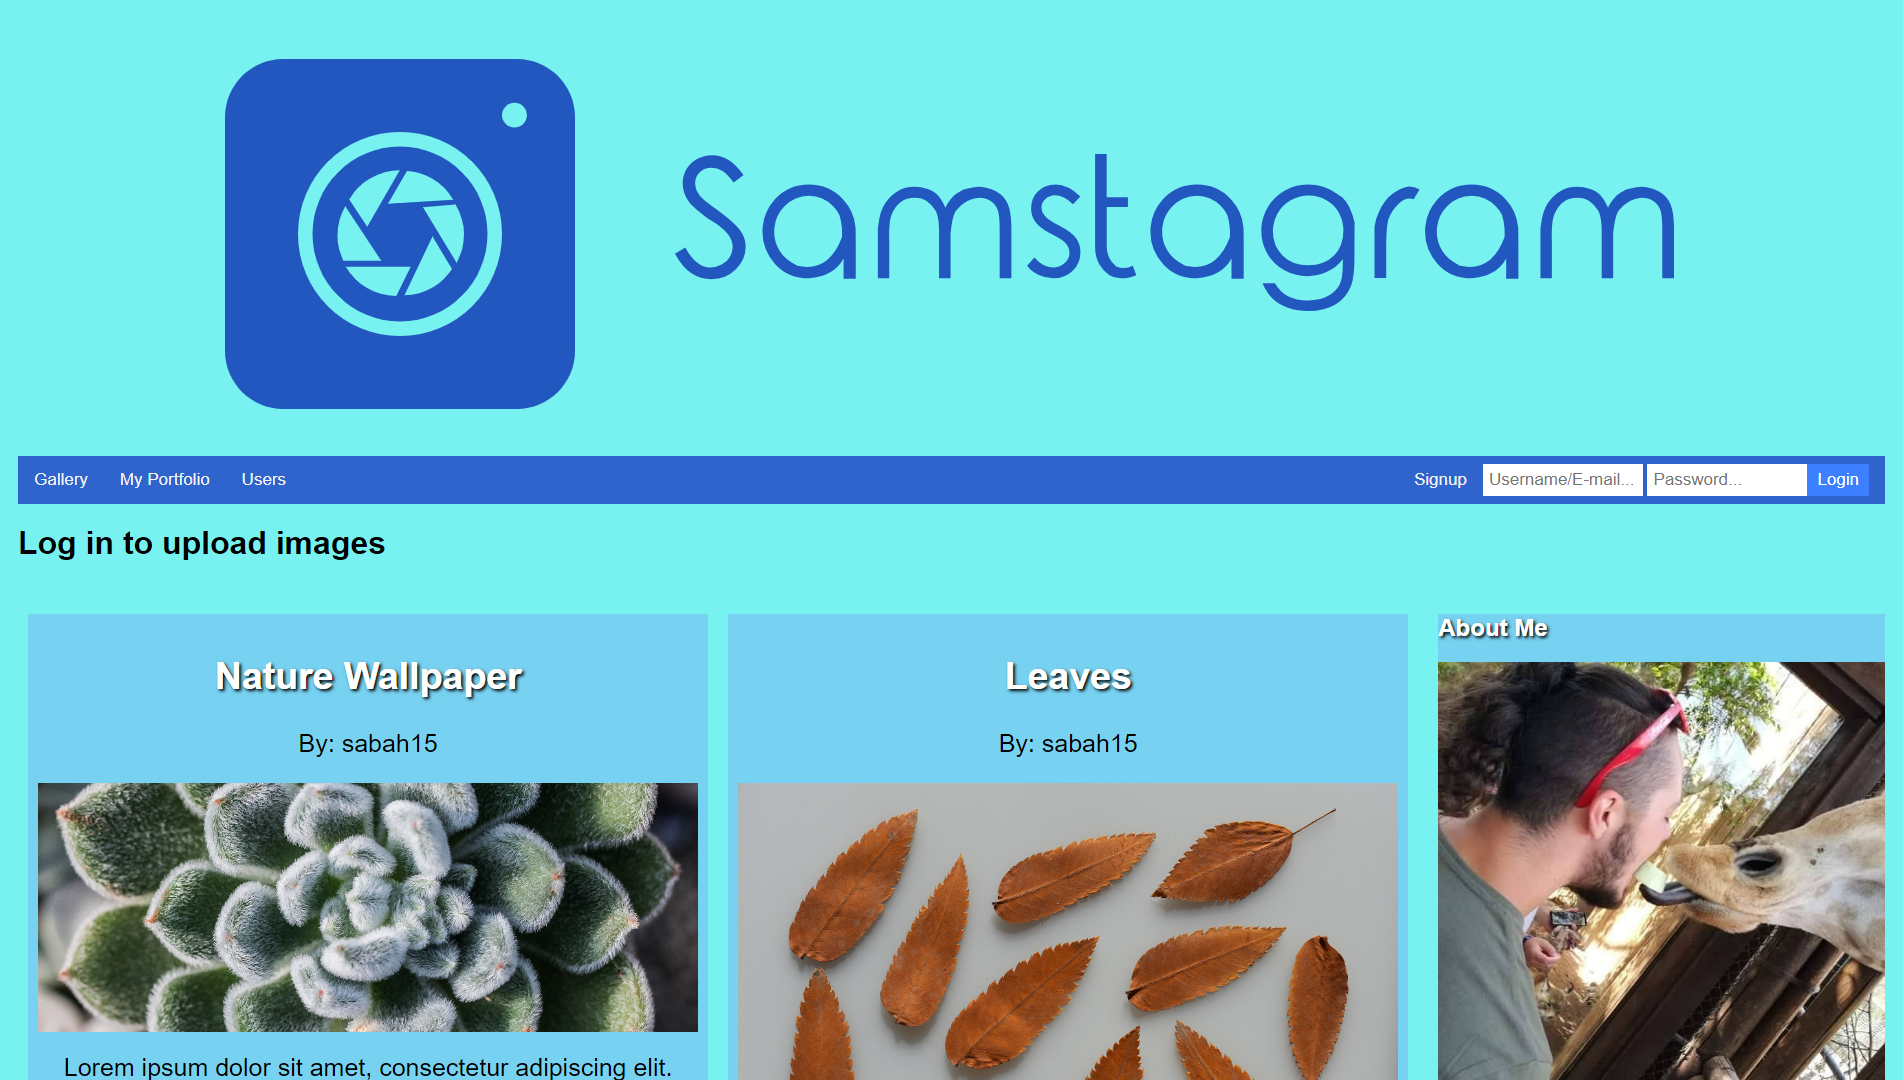 Samstagram
Gallery My Portfolio Users Signup Username/E-mail... Password... Login
Log in to upload images
Nature Wallpaper
By: sabah15
Lorem ipsum dolor sit amet, consectetur adipiscing elit.
Leaves
By: sabah15
About Me